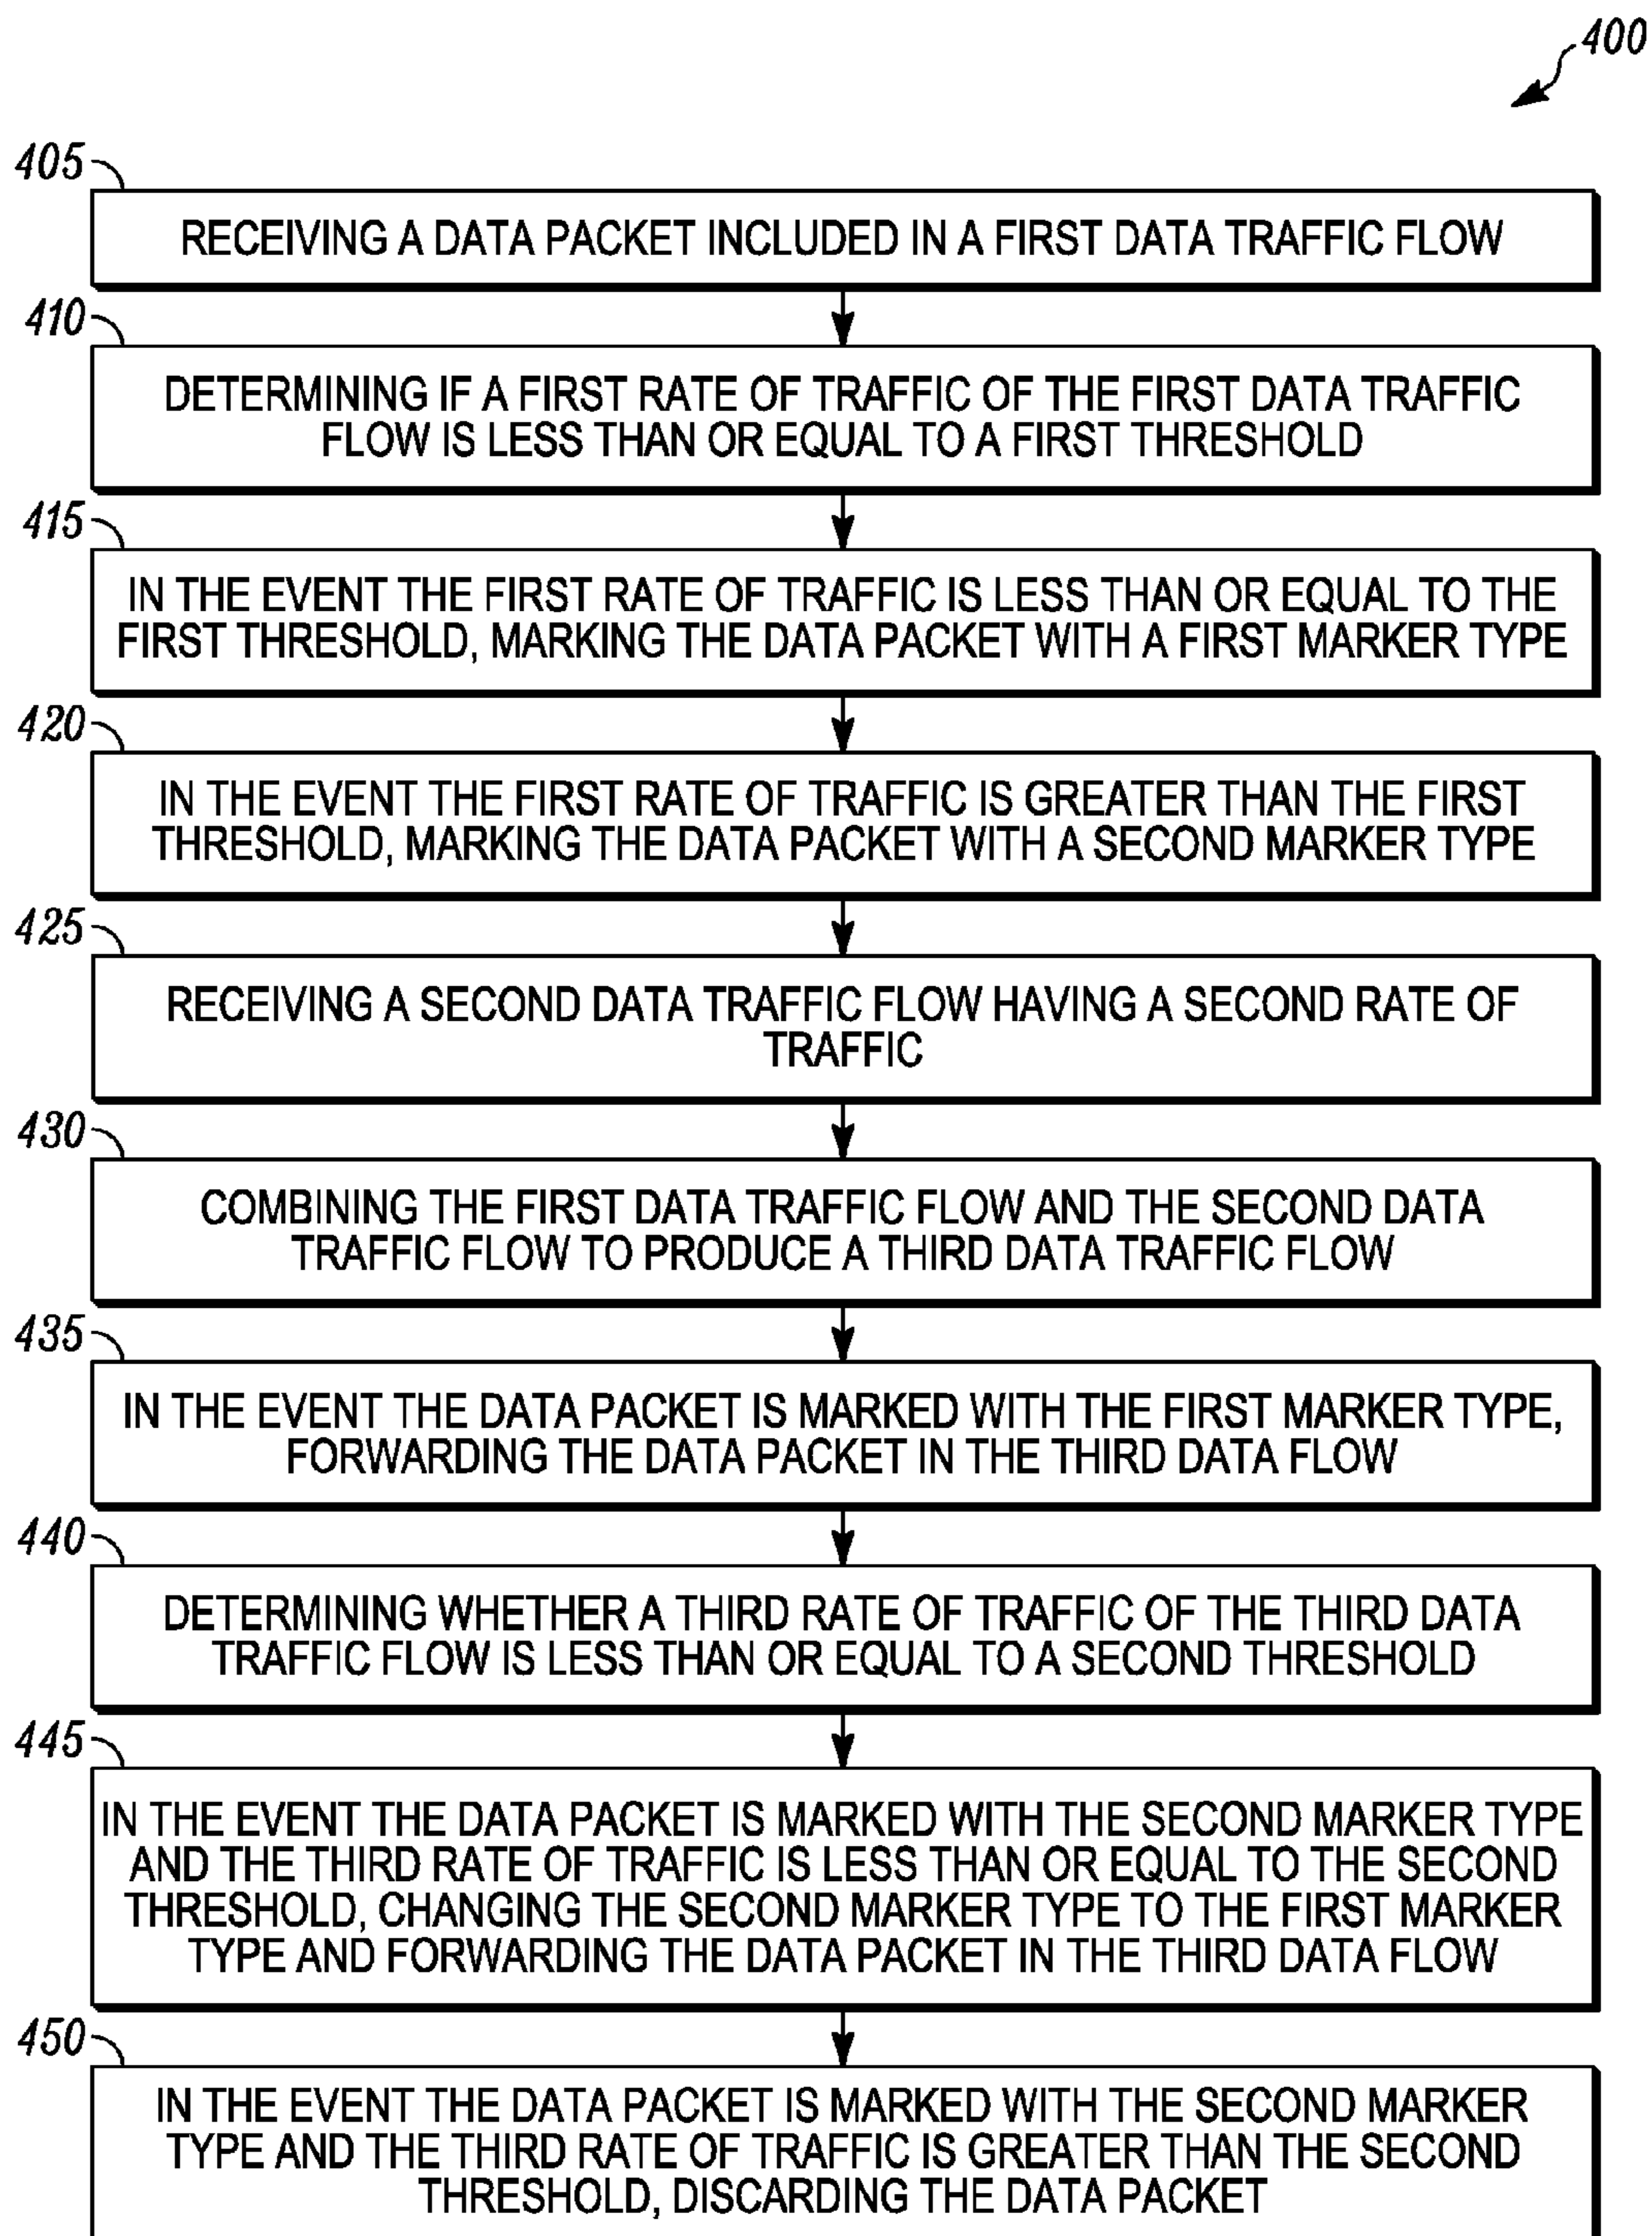 400
405
RECEIVING A DATA PACKET INCLUDED IN A FIRST DATA TRAFFIC FLOW
410
DETERMINING IF A FIRST RATE OF TRAFFIC OF THE FIRST DATA TRAFFIC
FLOW IS LESS THAN OR EQUAL TO A FIRST THRESHOLD
415
IN THE EVENT THE FIRST RATE OF TRAFFIC IS LESS THAN OR EQUAL TO THE
FIRST THRESHOLD, MARKING THE DATA PACKET WITH A FIRST MARKER TYPE
420
IN THE EVENT THE FIRST RATE OF TRAFFIC IS GREATER THAN THE FIRST
THRESHOLD, MARKING THE DATA PACKET WITH A SECOND MARKER TYPE
425
RECEIVING A SECOND DATA TRAFFIC FLOW HAVING A SECOND RATE OF
TRAFFIC
430
COMBINING THE FIRST DATA TRAFFIC FLOW AND THE SECOND DATA
TRAFFIC FLOW TO PRODUCE A THIRD DATA TRAFFIC FLOW
435
IN THE EVENT THE DATA PACKET IS MARKED WITH THE FIRST MARKER TYPE,
FORWARDING THE DATA PACKET IN THE THIRD DATA FLOW
440
DETERMINING WHETHER A THIRD RATE OF TRAFFIC OF THE THIRD DATA
TRAFFIC FLOW IS LESS THAN OR EQUAL TO A SECOND THRESHOLD
445
IN THE EVENT THE DATA PACKET IS MARKED WITH THE SECOND MARKER TYPE
AND THE THIRD RATE OF TRAFFIC IS LESS THAN OR EQUAL TO THE SECOND
THRESHOLD, CHANGING THE SECOND MARKER TYPE TO THE FIRST MARKER
TYPE AND FORWARDING THE DATA PACKET IN THE THIRD DATA FLOW
450
IN THE EVENT THE DATA PACKET IS MARKED WITH THE SECOND MARKER
TYPE AND THE THIRD RATE OF TRAFFIC IS GREATER THAN THE SECOND
THRESHOLD, DISCARDING THE DATA PACKET